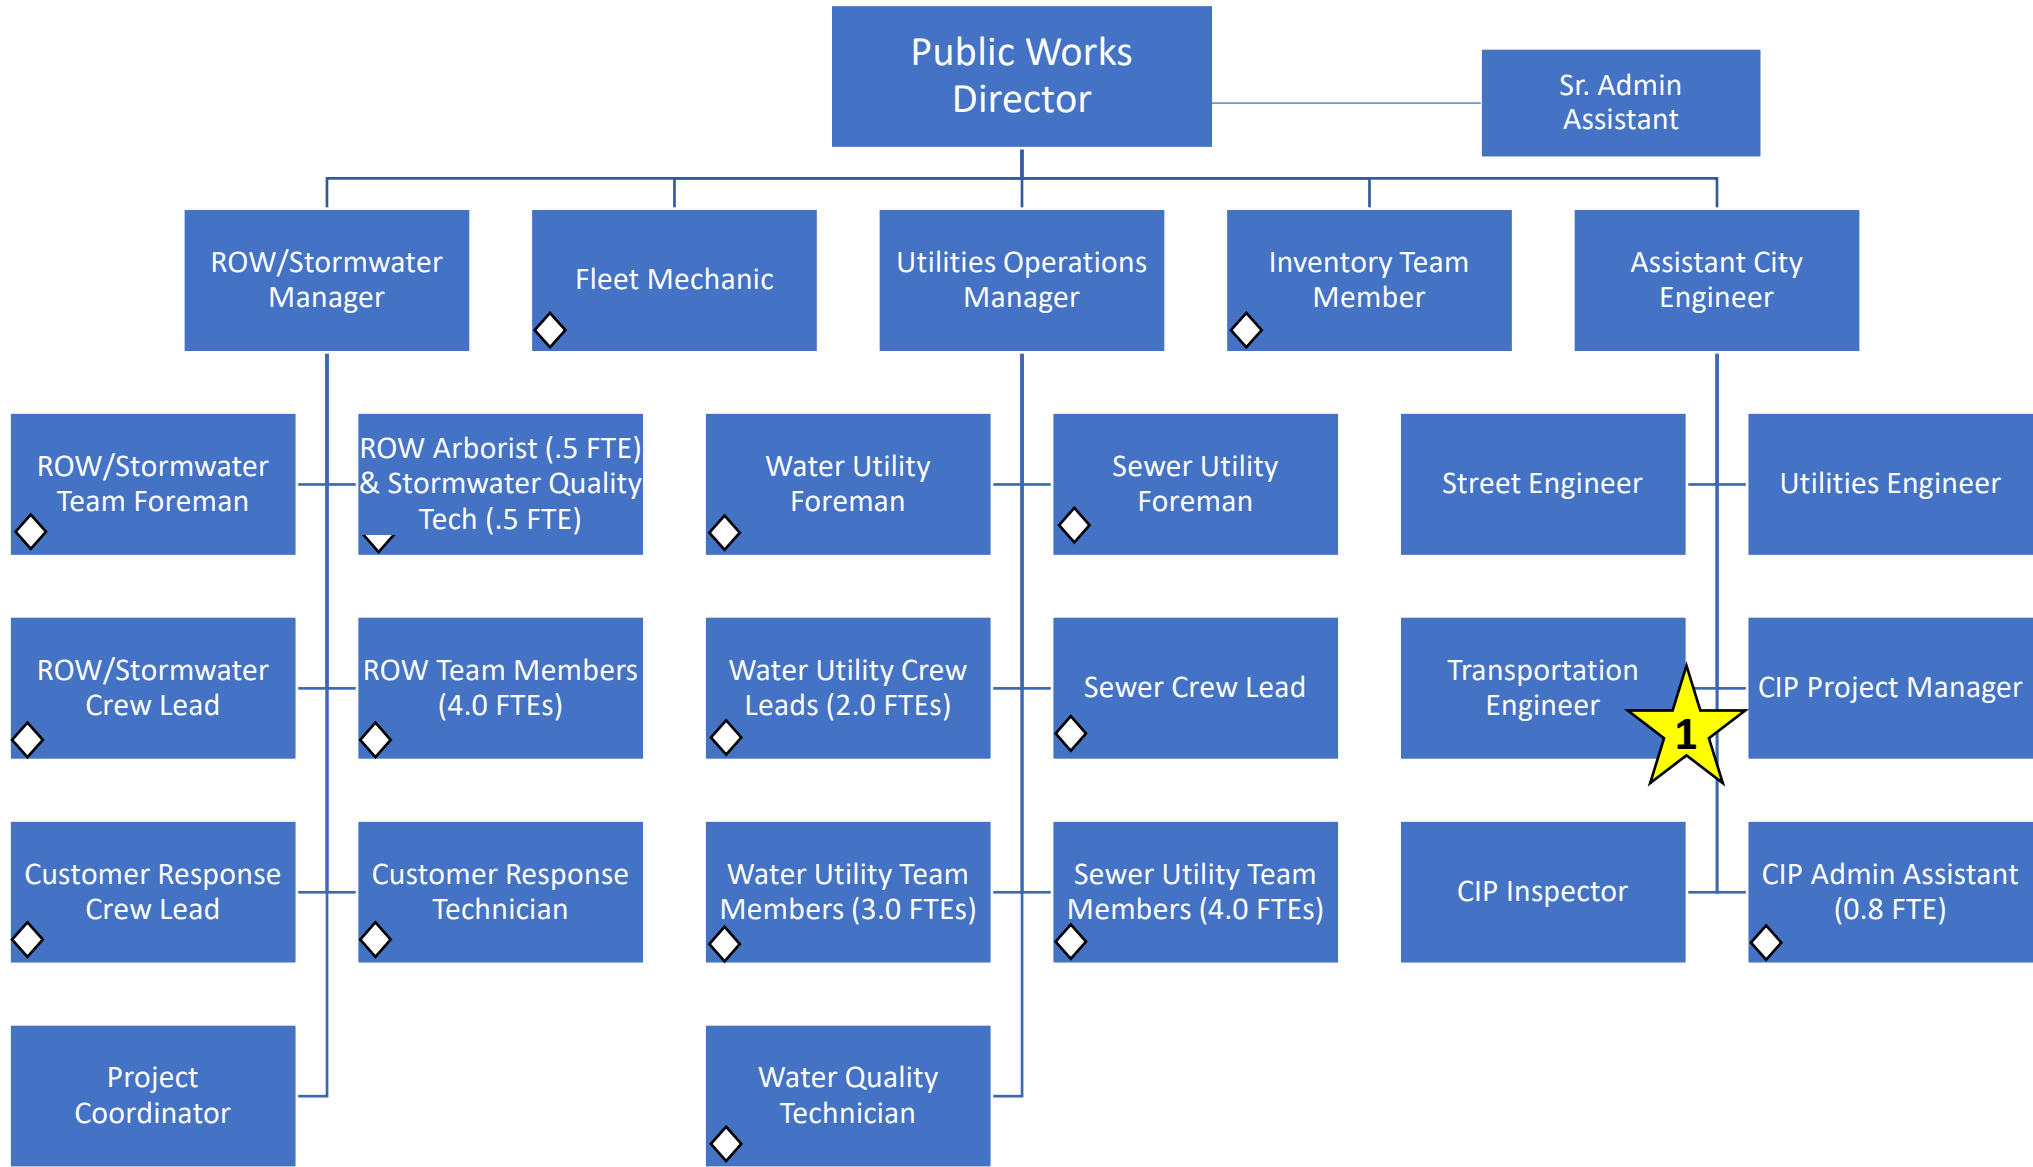 Public Works
Director
Sr. Admin
Assistant
ROW/Stormwater
Manager
Fleet Mechanic
Utilities Operations
Manager
Inventory Team
Member
Assistant City
Engineer
ROW/Stormwater
Team Foreman
ROW Arborist (.5 FTE)
& Stormwater Quality
Tech (.5 FTE)
Water Utility
Foreman
Sewer Utility
Foreman
Street Engineer
Utilities Engineer
ROW/Stormwater
Crew Lead
ROW Team Members
(4.0 FTEs)
Water Utility Crew
Leads (2.0 FTEs)
Sewer Crew Lead
Transportation
Engineer
1
CIP Project Manager
Customer Response
Crew Lead
Customer Response
Technician
Water Utility Team
Members (3.0 FTEs)
Sewer Utility Team
Members (4.0 FTEs)
CIP Inspector
CIP Admin Assistant
(0.8 FTE)
Project
Coordinator
Water Quality
Technician